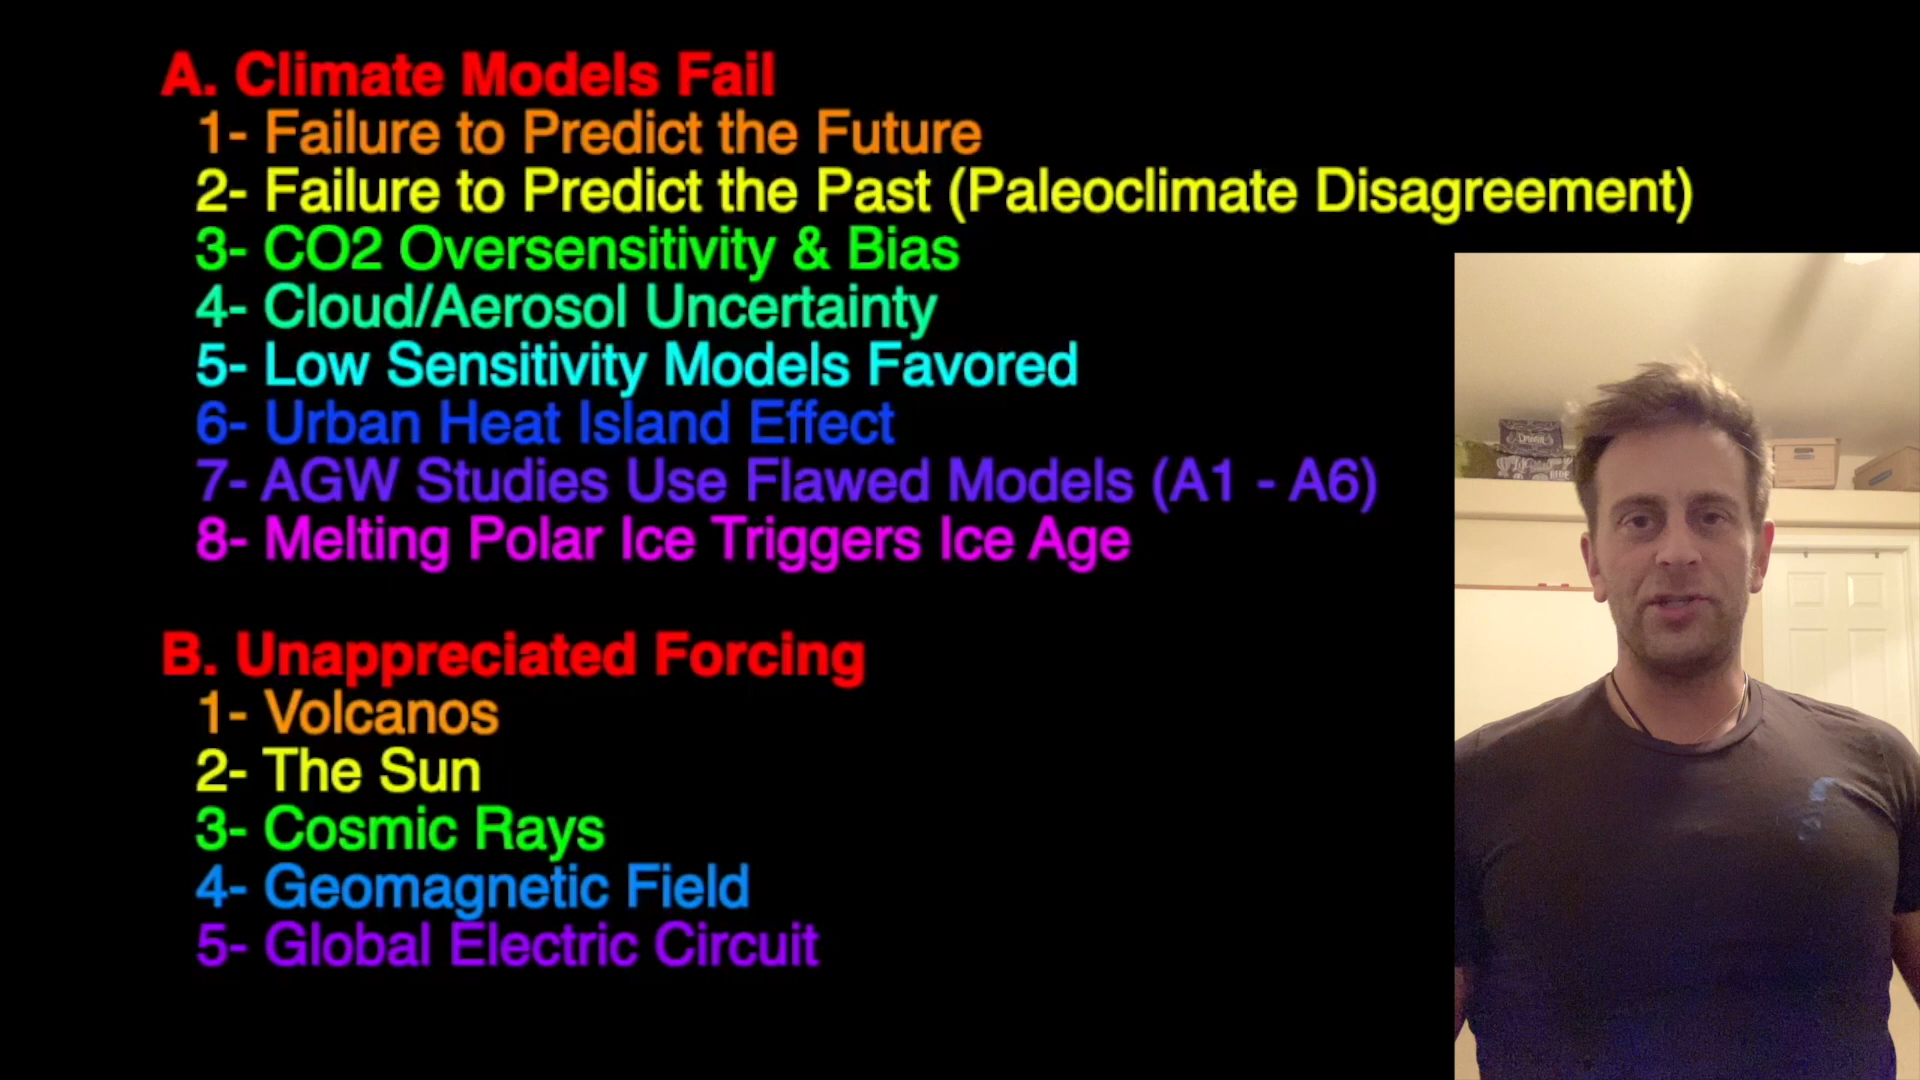 A. Climate Models Fail
1- Failure to Predict the Future
2- Failure to Predict the Past (Paleoclimate Disagreement)
3- CO2 Oversensitivity & Bias
4- Cloud/Aerosol Uncertainty
5- Low Sensitivity Models Favored
6- Urban Heat Island Effect
7- AGW Studies Use Flawed Models (A1 - A6)
8- Melting Polar Ice Triggers Ice Age
B. Unappreciated Forcing
1- Volcanos
2- The Sun
3- Cosmic Rays
4- Geomagnetic Field
5- Global Electric Circuit